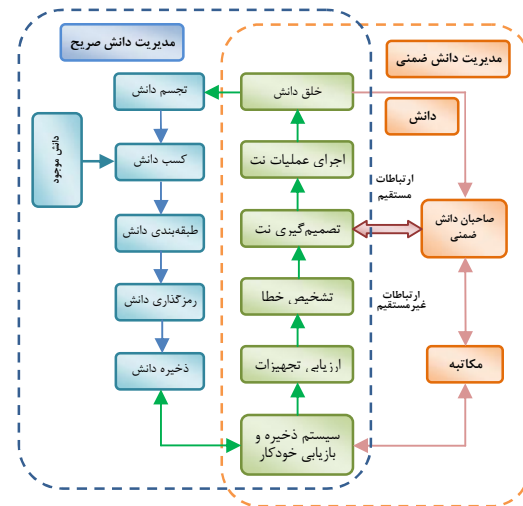 مدیریت دانش صریح
مدیریت دانش ضمنی
خلق دانش
تجسم دانش
دانش
دانش موجود
کسب دانش
اجرای عملیات نت
ارتباطات
مستقیم
طبقه‌بندی دانش
تصمیم‌گیری نت
صاحبان دانش
ضمنی
رمزگذاری دانش
تشخیص خطا
ارتباطات
غیرمستقیم
ذخیره دانش
ارزیابی تجهیزات
مکاتبه
سیستم ذخیره و
بازیابی خودکار